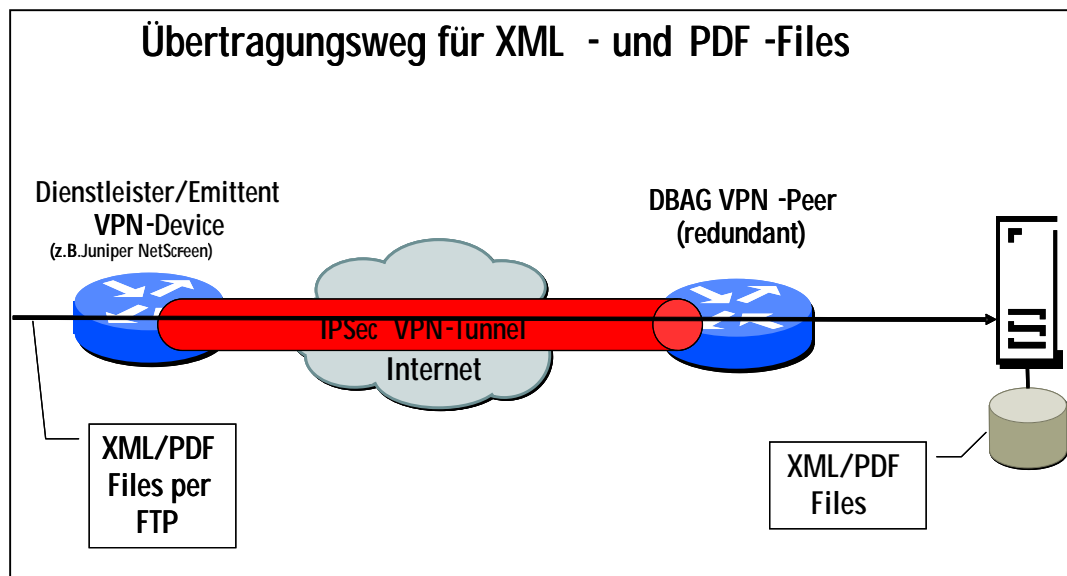 Übertragungsweg für XML - und PDF -Files
Dienstleister/Emittent
VPN-Device
(z.B.Juniper NetScreen)
DBAG VPN -Peer
(redundant)
IPSec VPN-Tunnel
Internet
XML/PDF
Files per
FTP
XML/PDF
Files